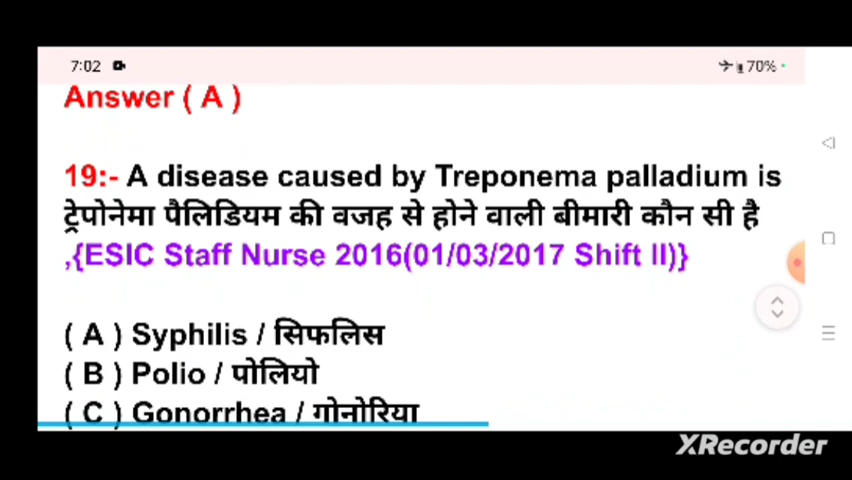 7:02
70%
Answer ( A )
19:- A disease caused by Treponema palladium is
ट्रेपोनेमा पैलिडियम की वजह से होने वाली बीमारी कौन सी है
,{ESIC Staff Nurse 2016(01/03/2017 Shift II)}
( A ) Syphilis / सिफलिस
( B ) Polio / पोलियो
( C ) Gonorrhea / गोनोरिया
XRecorder